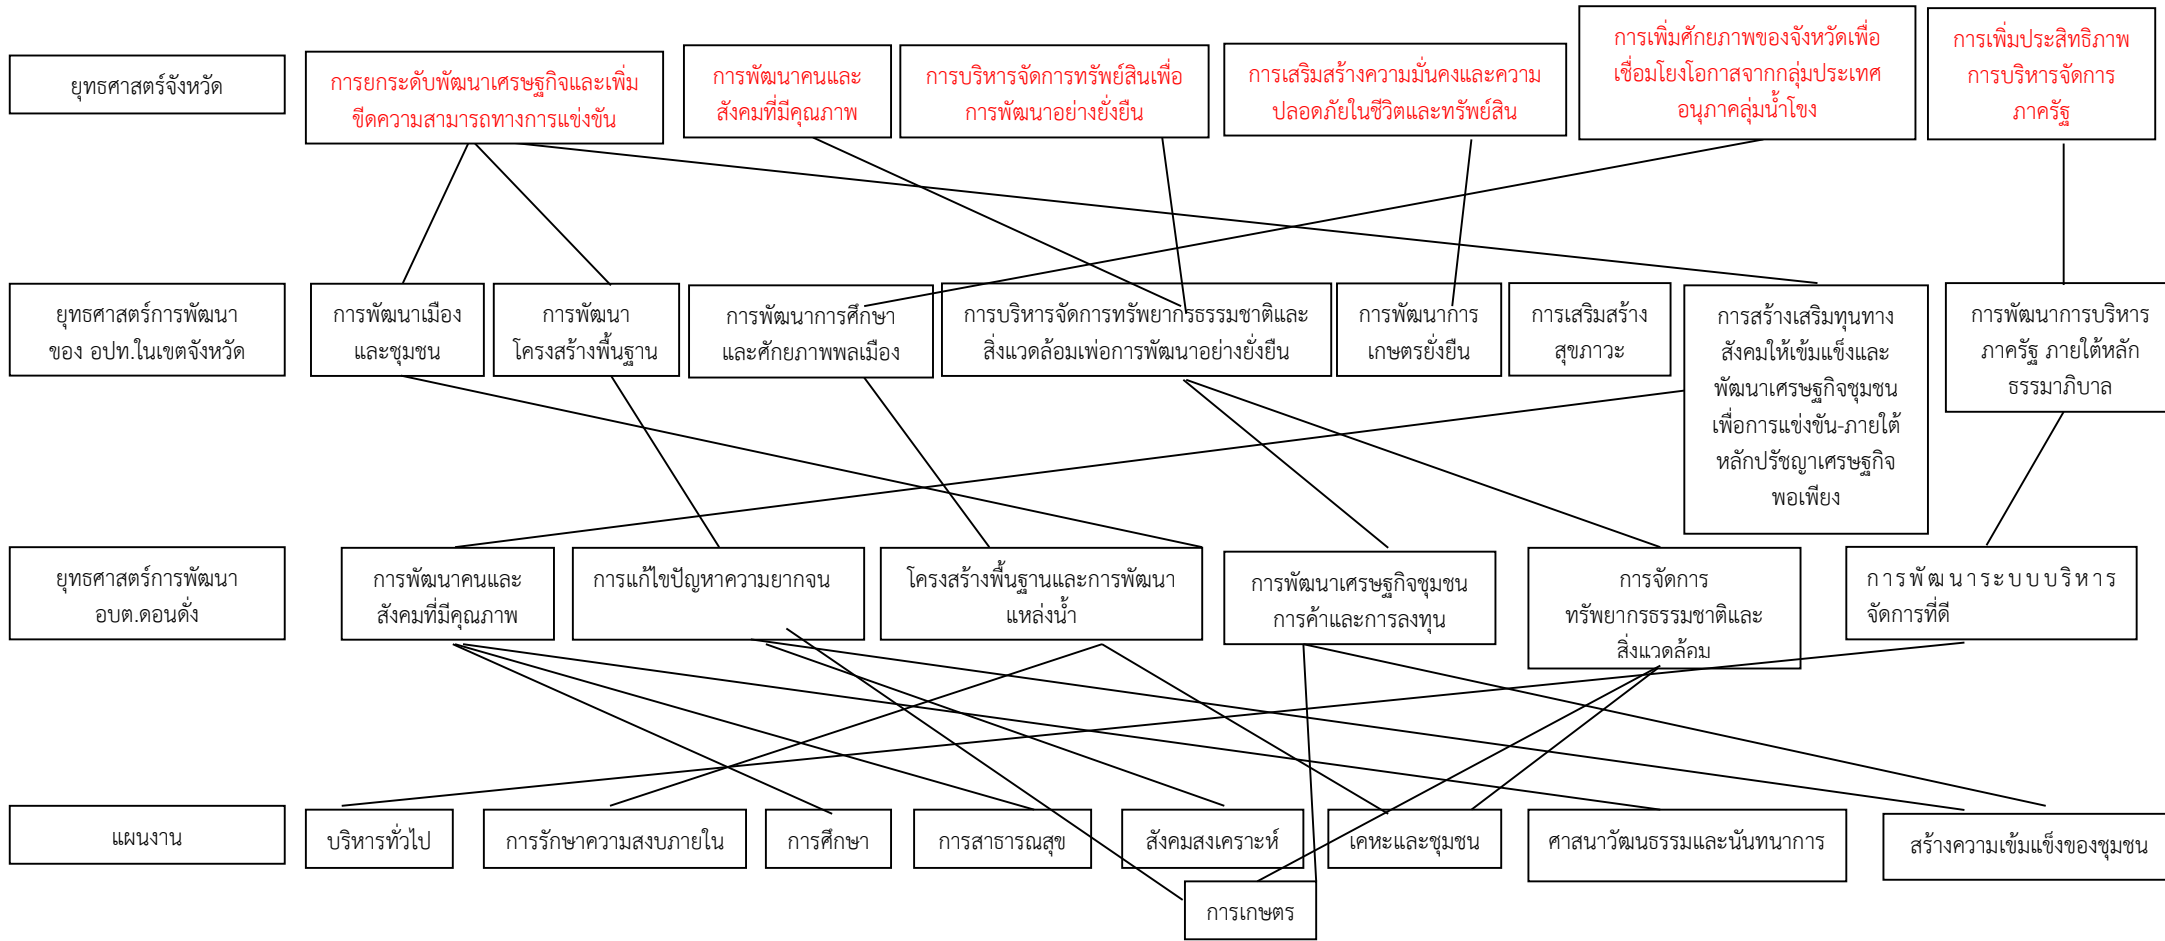 ยุทธศาสตร์จังหวัด
การยกระดับพัฒนาเศรษฐกิจและเพิ่ม
ขีดความสามารถทางการแข่งขัน
การพัฒนาคนและ
สังคมที่มีคุณภาพ
การบริหารจัดการทรัพย์สินเพื่อ
การพัฒนาอย่างยั่งยืน
การเสริมสร้างความมั่นคงและความ
ปลอดภัยในชีวิตและทรัพย์สิน
การเพิ่มศักยภาพของจังหวัดเพื่อ
เชื่อมโยงโอกาสจากกลุ่มประเทศ
อนุภาคลุ่มน้ำโขง
การเพิ่มประสิทธิภาพ
การบริหารจัดการ
ภาครัฐ
ยุทธศาสตร์การพัฒนา
ของ อปท.ในเขตจังหวัด
การพัฒนาเมือง
และชุมชน
การพัฒนา
โครงสร้างพื้นฐาน
การพัฒนาการศึกษา
และศักยภาพพลเมือง
การบริหารจัดการทรัพยากรธรรมชาติและ
สิ่งแวดล้อมเพ่อการพัฒนาอย่างยั่งยืน
การพัฒนาการ
เกษตรยั่งยืน
การเสริมสร้าง
สุขภาวะ
การสร้างเสริมทุนทาง
สังคมให้เข้มแข็งและ
พัฒนาเศรษฐกิจชุมชน
เพื่อการแข่งขัน-ภายใต้
หลักปรัชญาเศรษฐกิจ
พอเพียง
การพัฒนาการบริหาร
ภาครัฐ ภายใต้หลัก
ธรรมาภิบาล
ยุทธศาสตร์การพัฒนา
อบต.ดอนดั่ง
การพัฒนาคนและ
สังคมที่มีคุณภาพ
การแก้ไขปัญหาความยากจน
โครงสร้างพื้นฐานและการพัฒนา
แหล่งน้ำ
การพัฒนาเศรษฐกิจชุมชน
การค้าและการลงทุน
การจัดการ
ทรัพยากรธรรมชาติและ
สิ่งแวดล้อม
การพัฒนาระบบบริหาร
จัดการที่ดี
แผนงาน
บริหารทั่วไป
การรักษาความสงบภายใน
การศึกษา
การสาธารณสุข
สังคมสงเคราะห์
เคหะและชุมชน
ศาสนาวัฒนธรรมและนันทนาการ
สร้างความเข้มแข็งของชุมชน
การเกษตร